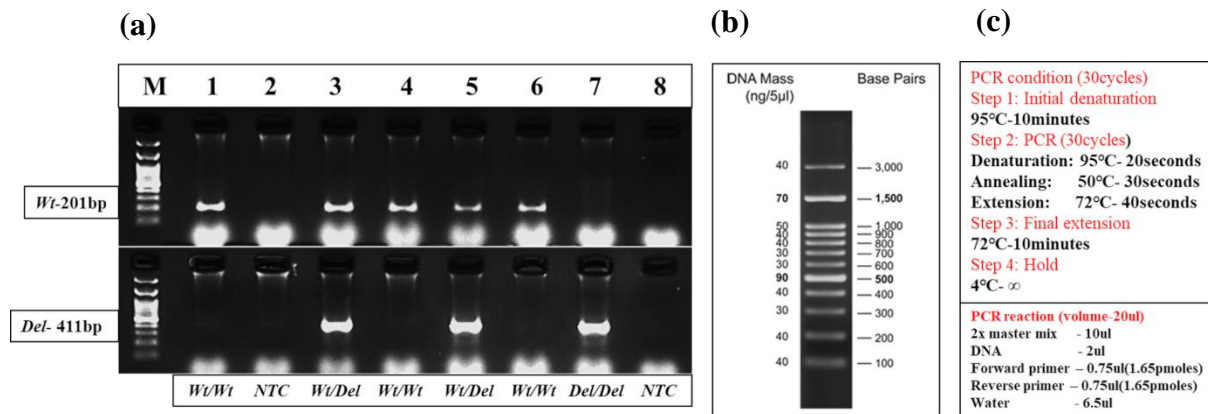 (a)
M 1 2 3 4 5 6 7 8
Wt-201bp
Del- 411bp
Wt/Wt NTC Wt/Del Wt/Wt Wt/Del Wt/Wt Del/Del NTC
(b)
DNA Mass Base Pairs
(ng/5µl)
40 3,000
70 1,500
50 1,000
40 900
40 800
30 700
30 600
90 500
40 400
30 300
40 200
40 100
(c)
PCR condition (30cycles)
Step 1: Initial denaturation
95°C-10minutes
Step 2: PCR (30cycles)
Denaturation: 95°C- 20seconds
Annealing: 50°C- 30seconds
Extension: 72°C- 40seconds
Step 3: Final extension
72°C-10minutes
Step 4: Hold
4°C- ∞
PCR reaction (volume-20ul)
2x master mix - 10ul
DNA - 2ul
Forward primer – 0.75ul(1.65pmoles)
Reverse primer – 0.75ul(1.65pmoles)
Water - 6.5ul